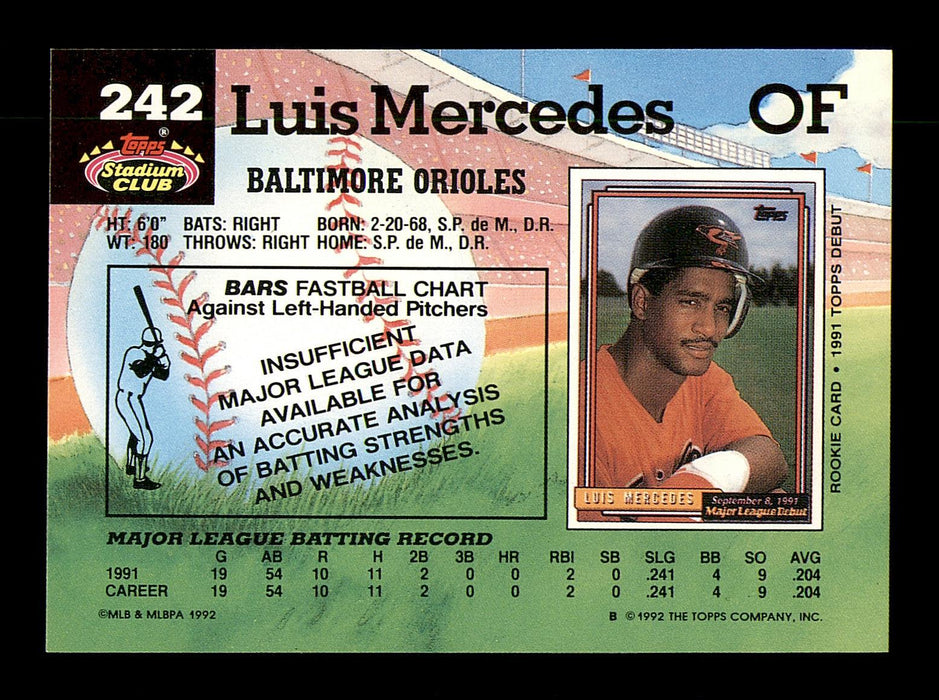 242
Topps ®
Stadium
CLUB
Luis Mercedes OF
BALTIMORE ORIOLES
HT: 6'0" BATS: RIGHT BORN: 2-20-68, S.P. de M., D.R.
WT: 180 THROWS: RIGHT HOME: S.P. de M., D.R.
BARS FASTBALL CHART
Against Left-Handed Pitchers
INSUFFICIENT
MAJOR LEAGUE DATA
AVAILABLE FOR
AN ACCURATE ANALYSIS
OF BATTING STRENGTHS
AND WEAKNESSES.
Topps
LUIS MERCEDES
September 8, 1991
Major League Debut
ROOKIE CARD • 1991 TOPPS DEBUT
MAJOR LEAGUE BATTING RECORD
G AB R H 2B 3B HR RBI SB SLG BB SO AVG
1991 19 54 10 11 2 0 0 2 0 .241 4 9 .204
CAREER 19 54 10 11 2 0 0 2 0 .241 4 9 .204
©MLB & MLBPA 1992
B ©1992 THE TOPPS COMPANY, INC.